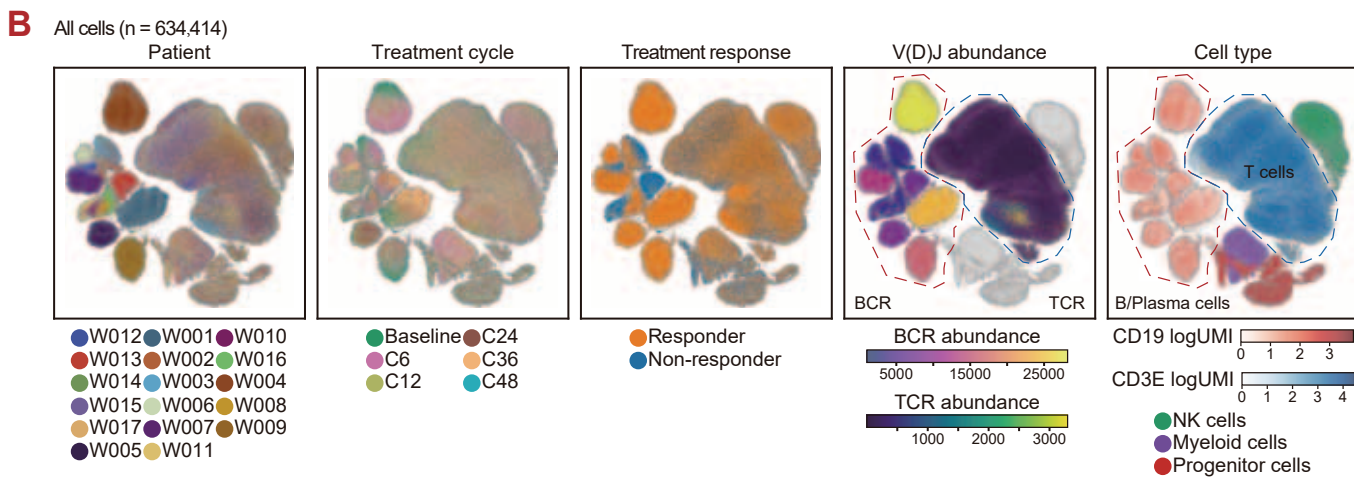 B
All cells (n = 634,414)
Patient
Treatment cycle
Treatment response
V(D)J abundance
Cell type
T cells
BCR
TCR
B/Plasma cells
W012 W001 W010
W013 W002 W016
W014 W003 W004
W015 W006 W008
W017 W007 W009
W005 W011
Baseline C24
C6 C36
C12 C48
Responder
Non-responder
BCR abundance
5000 15000 25000
TCR abundance
1000 2000 3000
CD19 logUMI
0 1 2 3
CD3E logUMI
0 1 2 3 4
NK cells
Myeloid cells
Progenitor cells